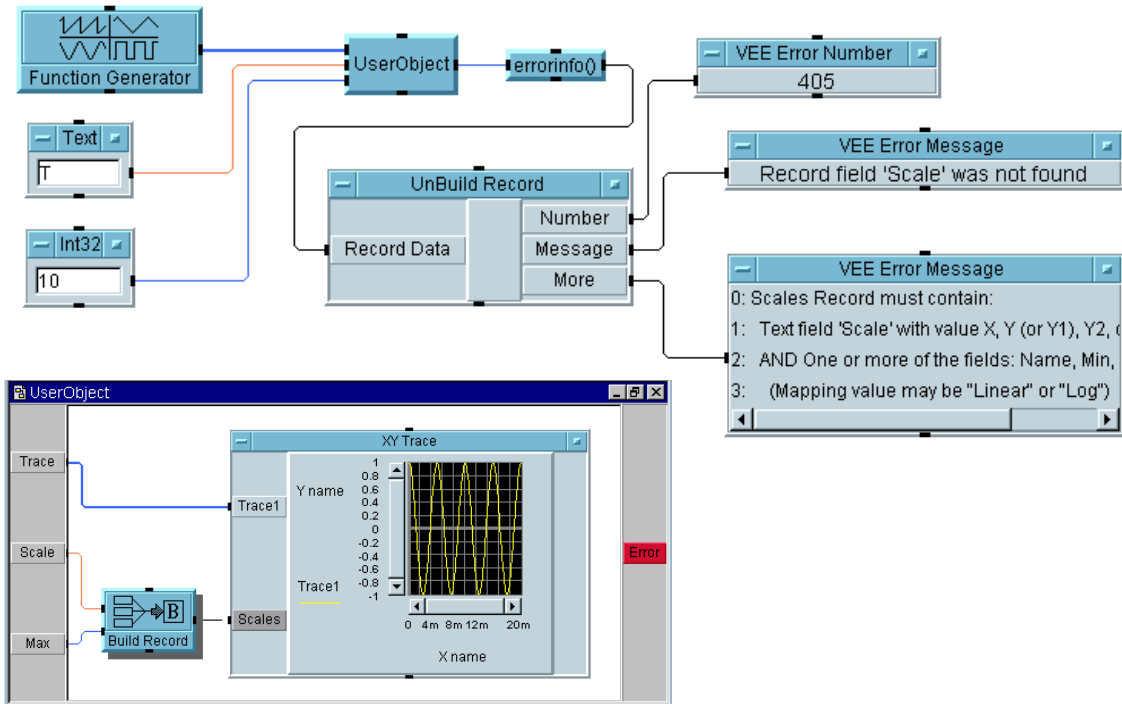 Function Generator
UserObject
errorinfo()
VEE Error Number
405
Text
T
VEE Error Message
Record field 'Scale' was not found
UnBuild Record
Record Data
Number
Message
More
Int32
10
VEE Error Message
0: Scales Record must contain:
1: Text field 'Scale' with value X, Y (or Y1), Y2,
2: AND One or more of the fields: Name, Min,
3: (Mapping value may be "Linear" or "Log")
UserObject
Trace
Scale
Max
B
Build Record
XY Trace
Trace1
Scales
Y name
Trace1
1
0.8
0.6
0.4
0.2
0
-0.2
-0.4
-0.6
-0.8
-1
0 4m 8m 12m 20m
X name
Error